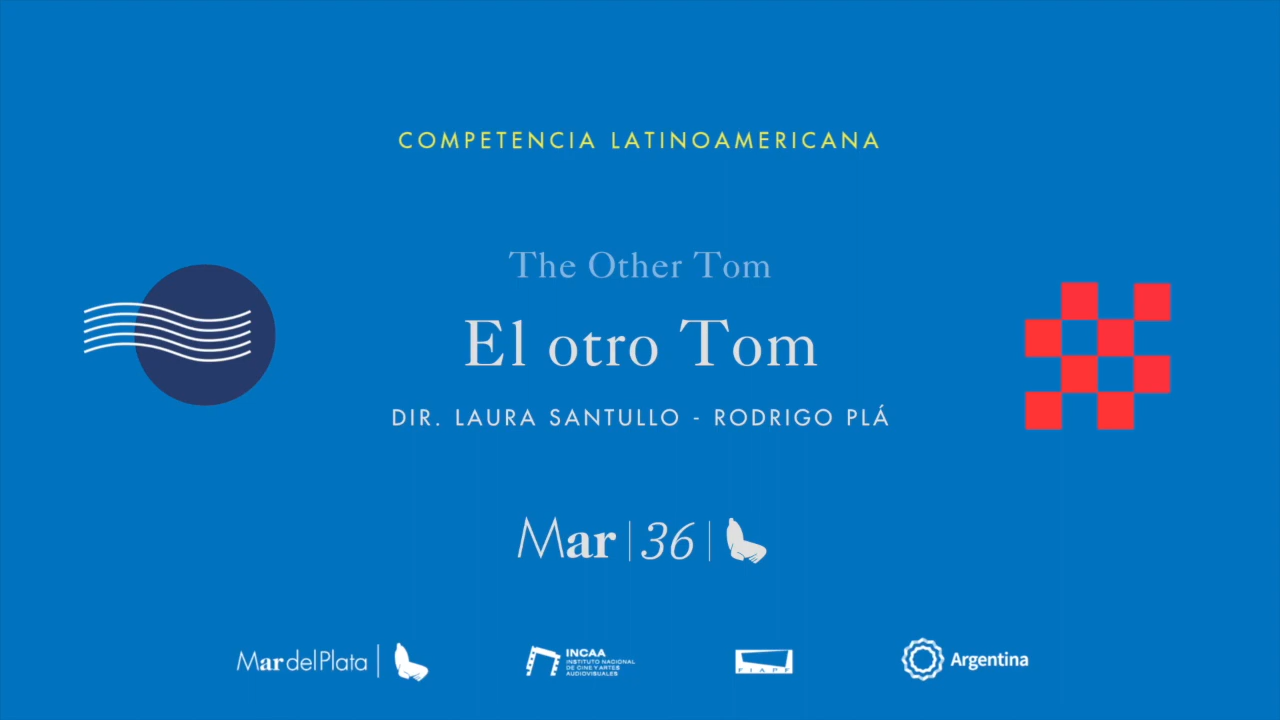 COMPETENCIA LATINOAMERICANA
The Other Tom
El otro Tom
DIR. LAURA SANTULLO - RODRIGO PLÁ
Mar | 36 |
Mar del Plata |
INCAA
INSTITUTO NACIONAL
DE CINE Y ARTES
AUDIOVISUALES
FIAPF
Argentina